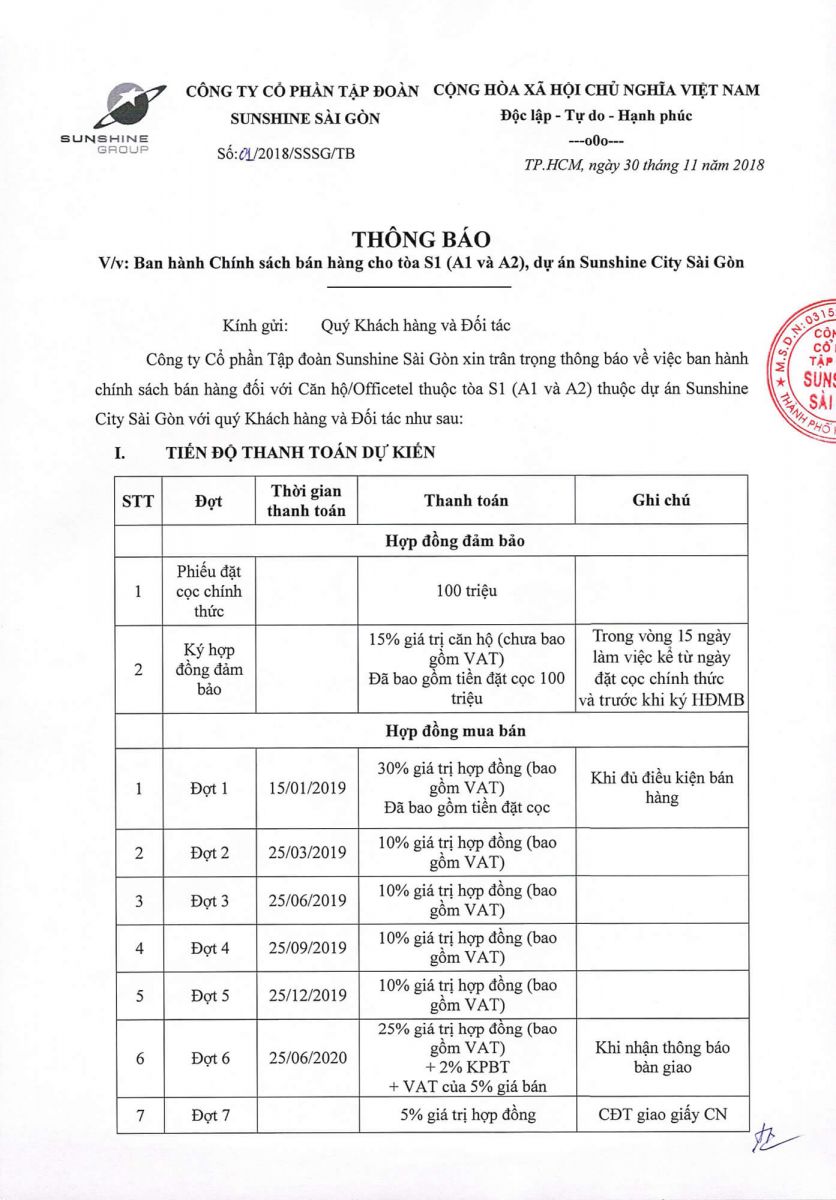 SUNSHINE
GROUP
CÔNG TY CỔ PHẦN TẬP ĐOÀN
SUNSHINE SÀI GÒN
Số:01/2018/SSSG/TB
CỘNG HÒA XÃ HỘI CHỦ NGHĨA VIỆT NAM
Độc lập - Tự do - Hạnh phúc
---o0o---
TP.HCM, ngày 30 tháng 11 năm 2018
THÔNG BÁO
V/v: Ban hành Chính sách bán hàng cho tòa S1 (A1 và A2), dự án Sunshine City Sài Gòn
Kính gửi: Quý Khách hàng và Đối tác
Công ty Cổ phần Tập đoàn Sunshine Sài Gòn xin trân trọng thông báo về việc ban hành
chính sách bán hàng đối với Căn hộ/Officetel thuộc tòa S1 (A1 và A2) thuộc dự án Sunshine
City Sài Gòn với quý Khách hàng và Đối tác như sau:
M.S.D.N: 0315
CÔN
CỔ
TẬP
SUNS
SÀI
THÀNH PHỐ
I. TIẾN ĐỘ THANH TOÁN DỰ KIẾN
STT Đợt Thời gian thanh toán Thanh toán Ghi chú
Hợp đồng đảm bảo
1 Phiếu đặt cọc chính thức 100 triệu
2 Ký hợp đồng đảm bảo 15% giá trị căn hộ (chưa bao gồm VAT) Đã bao gồm tiền đặt cọc 100 triệu Trong vòng 15 ngày làm việc kể từ ngày đặt cọc chính thức và trước khi ký HĐMB
Hợp đồng mua bán
1 Đợt 1 15/01/2019 30% giá trị hợp đồng (bao gồm VAT) Đã bao gồm tiền đặt cọc Khi đủ điều kiện bán hàng
2 Đợt 2 25/03/2019 10% giá trị hợp đồng (bao gồm VAT)
3 Đợt 3 25/06/2019 10% giá trị hợp đồng (bao gồm VAT)
4 Đợt 4 25/09/2019 10% giá trị hợp đồng (bao gồm VAT)
5 Đợt 5 25/12/2019 10% giá trị hợp đồng (bao gồm VAT)
6 Đợt 6 25/06/2020 25% giá trị hợp đồng (bao gồm VAT) + 2% KPBT + VAT của 5% giá bán Khi nhận thông báo bàn giao
7 Đợt 7 5% giá trị hợp đồng CĐT giao giấy CN